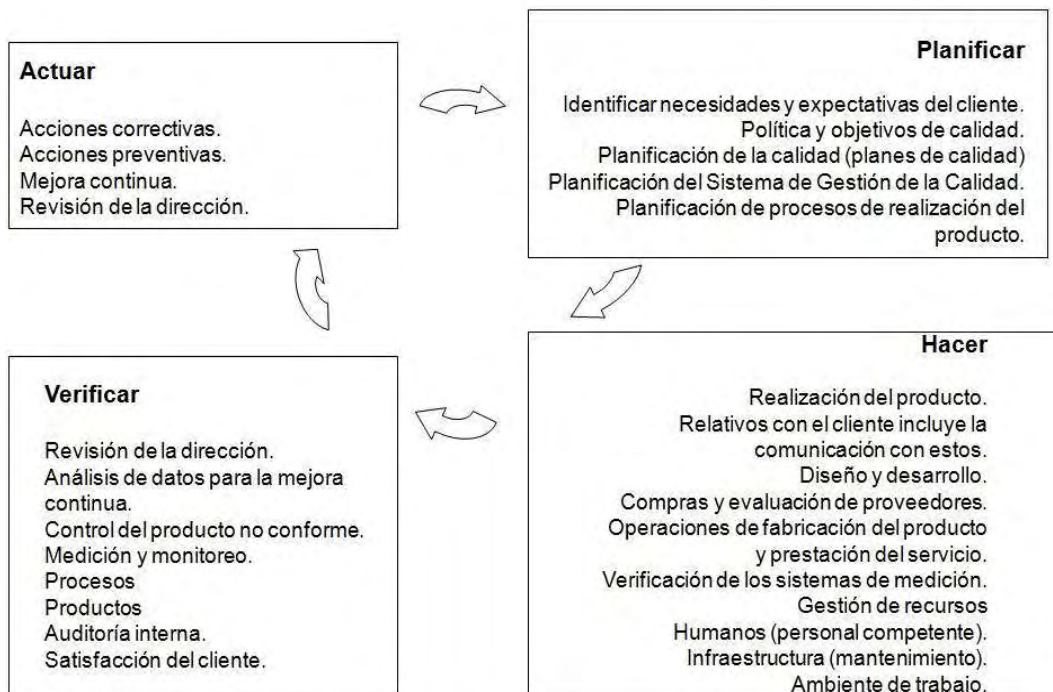 Actuar
Acciones correctivas.
Acciones preventivas.
Mejora continua.
Revisión de la dirección.
Planificar
Identificar necesidades y expectativas del cliente.
Política y objetivos de calidad.
Planificación de la calidad (planes de calidad)
Planificación del Sistema de Gestión de la Calidad.
Planificación de procesos de realización del
producto.
Verificar
Revisión de la dirección.
Análisis de datos para la mejora
continua.
Control del producto no conforme.
Medición y monitoreo.
Procesos
Productos
Auditoría interna.
Satisfacción del cliente.
Hacer
Realización del producto.
Relativos con el cliente incluye la
comunicación con estos.
Diseño y desarrollo.
Compras y evaluación de proveedores.
Operaciones de fabricación del producto
y prestación del servicio.
Verificación de los sistemas de medición.
Gestión de recursos
Humanos (personal competente).
Infraestructura (mantenimiento).
Ambiente de trabajo.